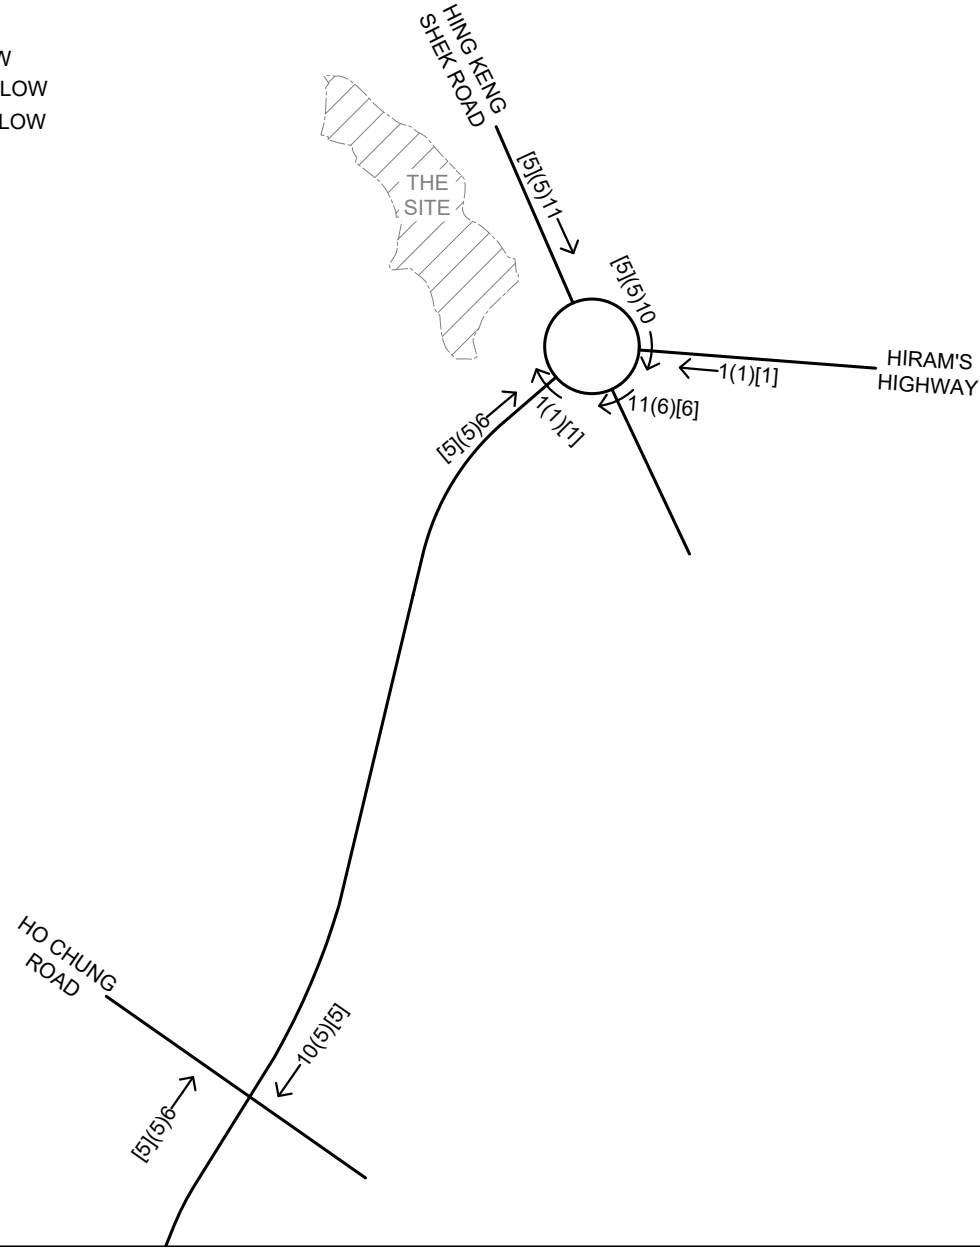 W
LOW
LOW
HING KENG
SHEK ROAD
[5](5)11
THE
SITE
[5](5)10
1(1)[1]
HIRAM'S
HIGHWAY
11(6)[6]
1(1)[1]
[5](5)6
HO CHUNG
ROAD
10(5)[5]
[5](5)6